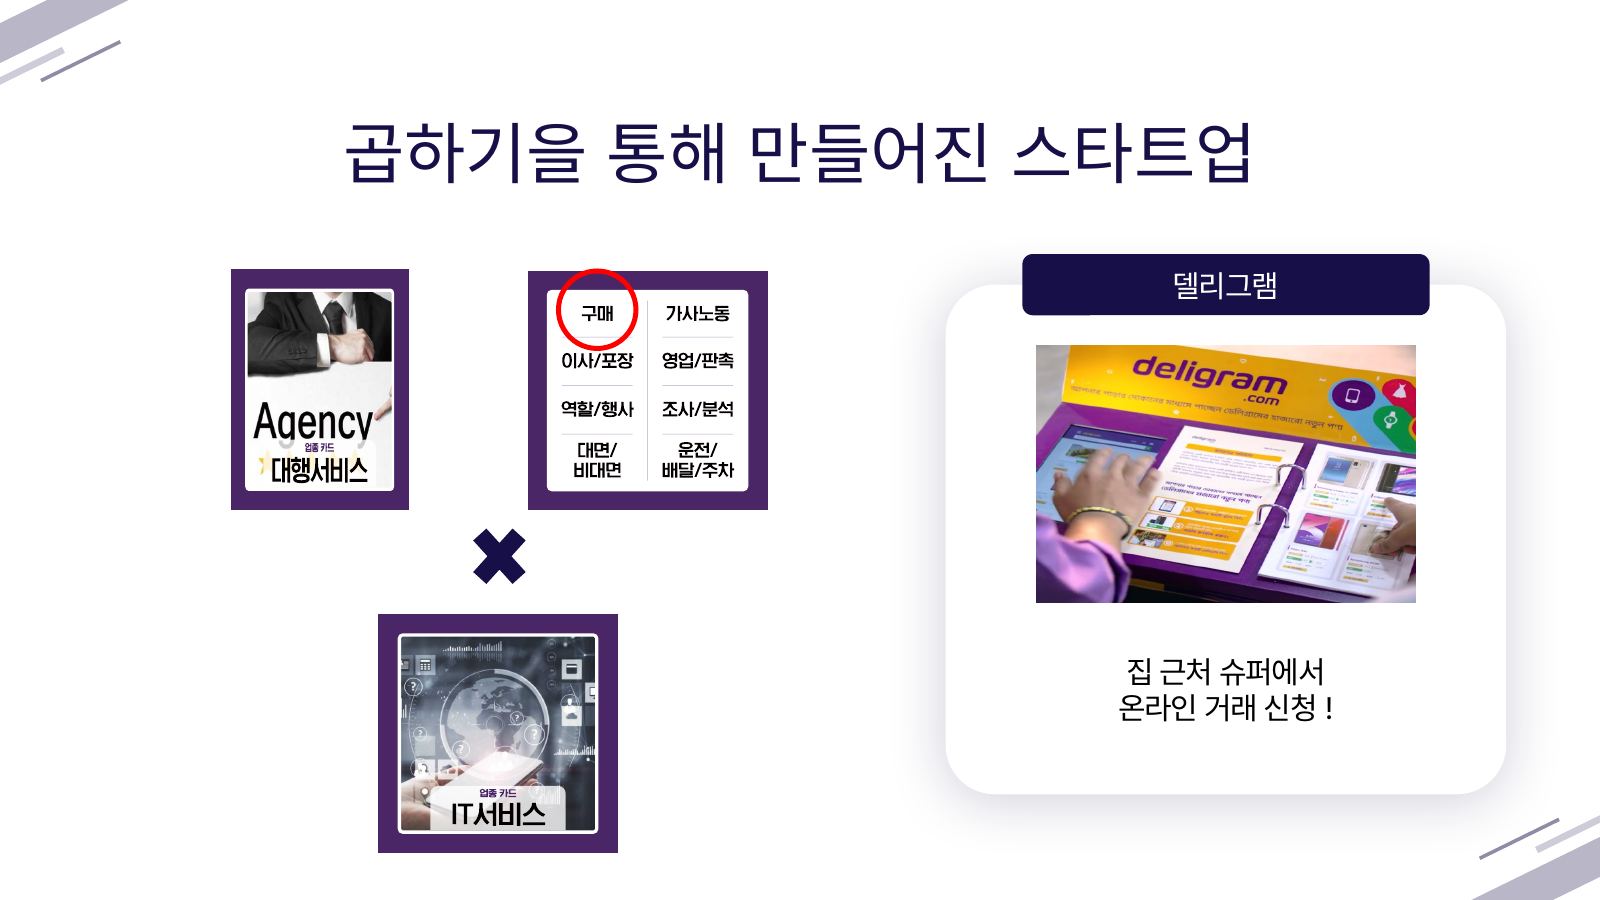 곱하기을 통해 만들어진 스타트업
Agency
업종 카드
대행서비스
구매
가사노동
이사/포장
영업/판촉
역할/행사
조사/분석
대면/
비대면
운전/
배달/주차
업종 카드
IT서비스
델리그램
deligram
.com
집 근처 슈퍼에서
온라인 거래 신청 !